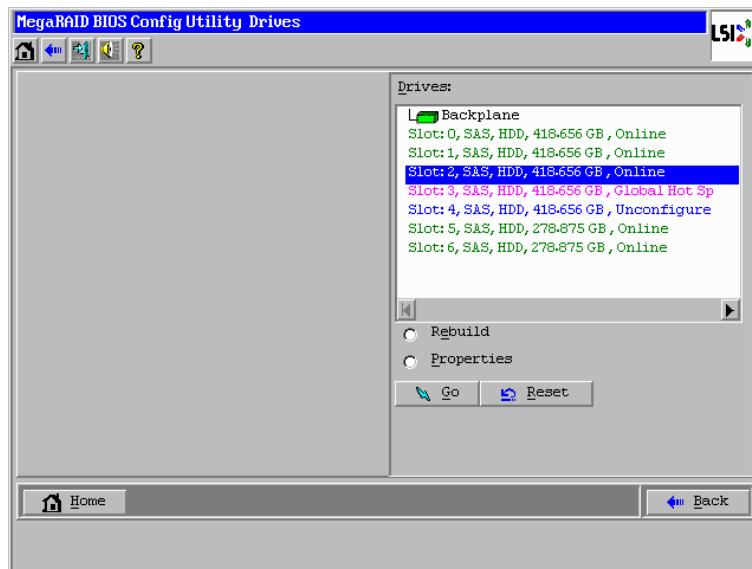 MegaRAID BIOS Config Utility Drives
LSI
Drives:
Backplane
Slot: 0, SAS, HDD, 418.656 GB , Online
Slot: 1, SAS, HDD, 418.656 GB , Online
Slot: 2, SAS, HDD, 418.656 GB , Online
Slot: 3, SAS, HDD, 418.656 GB , Global Hot Sp
Slot: 4, SAS, HDD, 418.656 GB , Unconfigure
Slot: 5, SAS, HDD, 278.875 GB , Online
Slot: 6, SAS, HDD, 278.875 GB , Online
Rebuild
Properties
Go
Reset
Home
Back